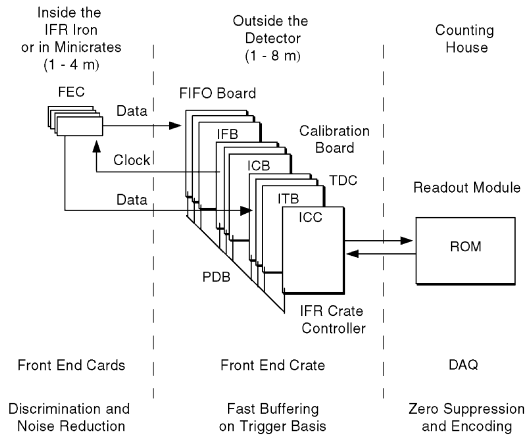 Inside the
IFR Iron
or in Minicrates
(1 - 4 m)
Outside the
Detector
(1 - 8 m)
Counting
House
FEC
Data
FIFO Board
IFB
Calibration
Board
Clock
ICB
TDC
Data
ITB
ICC
Readout Module
ROM
PDB
IFR Crate
Controller
Front End Cards
Front End Crate
DAQ
Discrimination and
Noise Reduction
Fast Buffering
on Trigger Basis
Zero Suppression
and Encoding